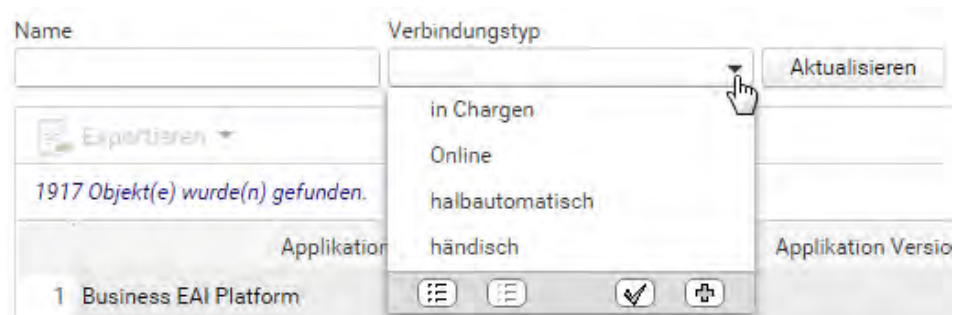 Name Verbindungstyp
Aktualisieren
in Chargen
Exportieren
Online
1917 Objekt(e) wurde(n) gefunden.
halbautomatisch
händisch
Applikation Applikation Versio
1 Business EAI Platform